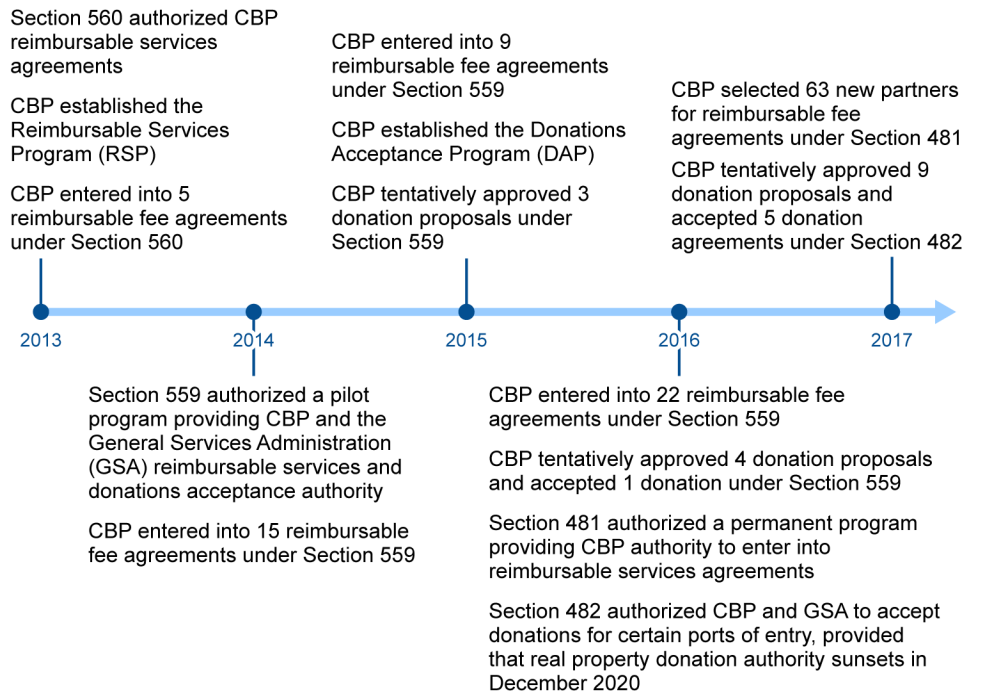 Section 560 authorized CBP
reimbursable services
agreements
CBP established the
Reimbursable Services
Program (RSP)
CBP entered into 5
reimbursable fee agreements
under Section 560
CBP entered into 9
reimbursable fee agreements
under Section 559
CBP established the Donations
Acceptance Program (DAP)
CBP tentatively approved 3
donation proposals under
Section 559
CBP selected 63 new partners
for reimbursable fee
agreements under Section 481
CBP tentatively approved 9
donation proposals and
accepted 5 donation
agreements under Section 482
2013
2014
2015
2016
2017
Section 559 authorized a pilot
program providing CBP and the
General Services Administration
(GSA) reimbursable services and
donations acceptance authority
CBP entered into 15 reimbursable
fee agreements under Section 559
CBP entered into 22 reimbursable fee
agreements under Section 559
CBP tentatively approved 4 donation proposals
and accepted 1 donation under Section 559
Section 481 authorized a permanent program
providing CBP authority to enter into
reimbursable services agreements
Section 482 authorized CBP and GSA to accept
donations for certain ports of entry, provided
that real property donation authority sunsets in
December 2020